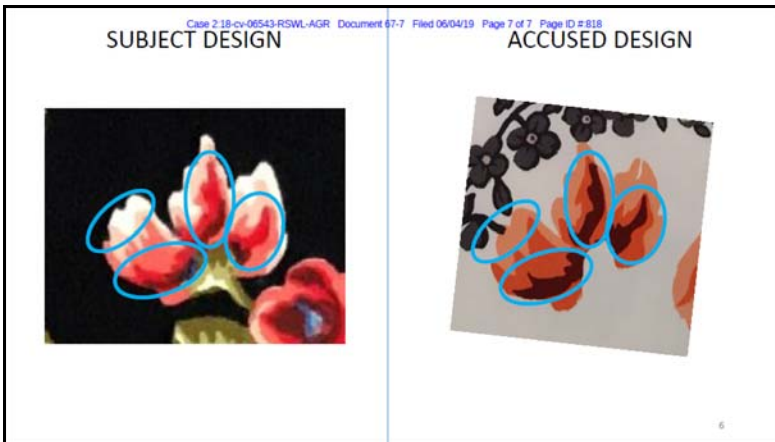 Case 2:18-cv-06543-RSWL-AGR Document 67-7 Filed 06/04/19 Page 7 of 7 Page ID #:818
SUBJECT DESIGN
ACCUSED DESIGN
6